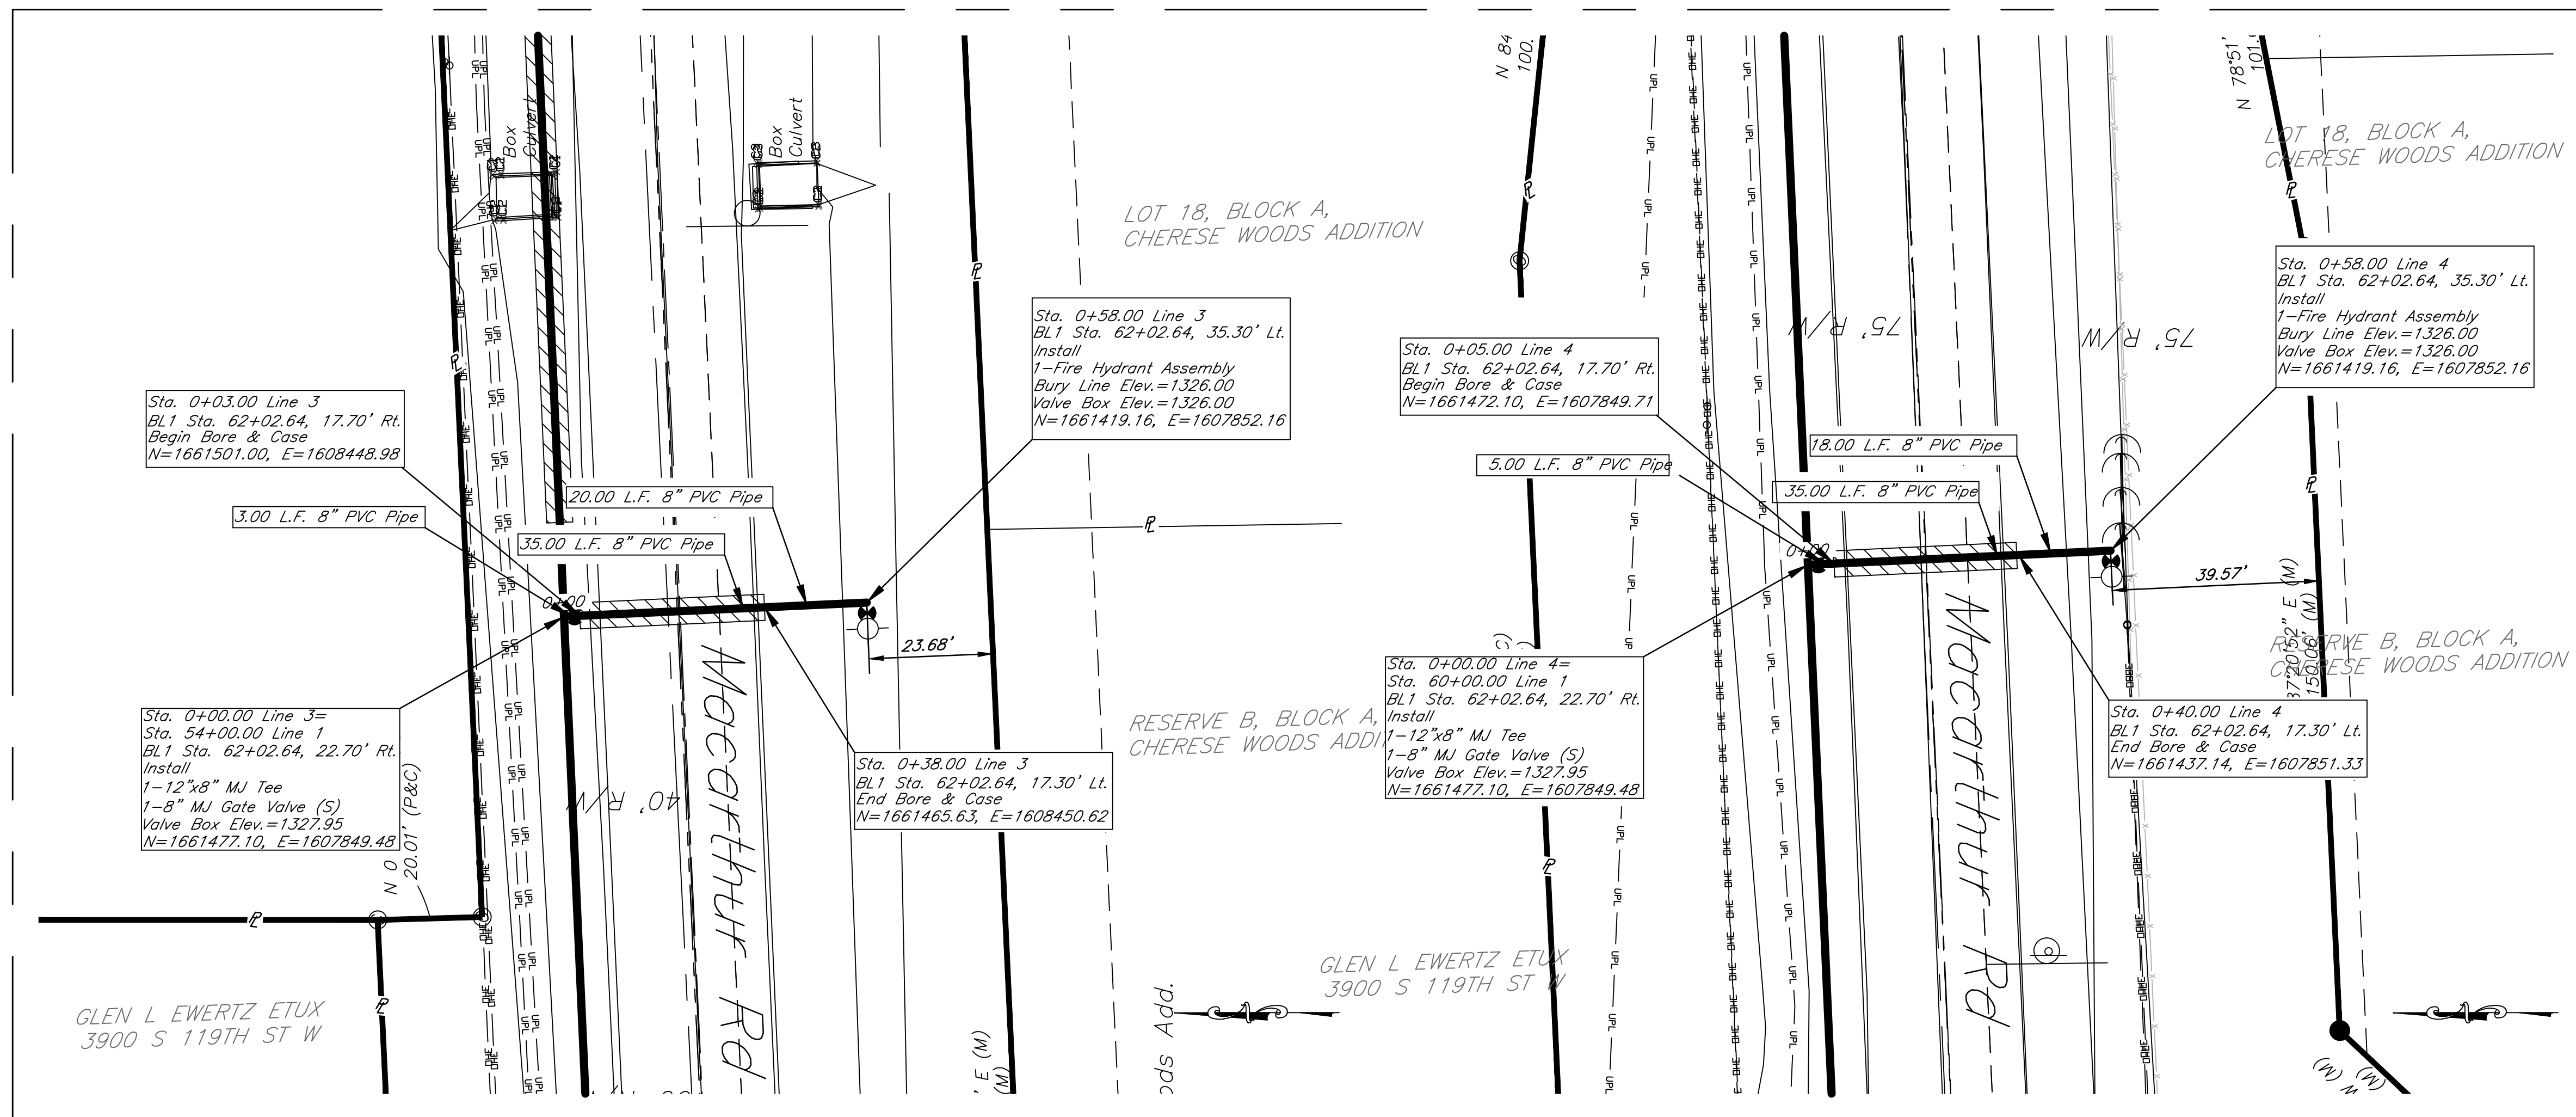 Box
Culvert
Box
Culvert
LOT 18, BLOCK A,
CHERESE WOODS ADDITION
Sta. 0+58.00 Line 3
BL1 Sta. 62+02.64, 35.30' Lt.
Install
1-Fire Hydrant Assembly
Bury Line Elev.=1326.00
Valve Box Elev.=1326.00
N=1661419.16, E=1607852.16
Sta. 0+03.00 Line 3
BL1 Sta. 62+02.64, 17.70' Rt.
Begin Bore & Case
N=1661501.00, E=1608448.98
20.00 L.F. 8" PVC Pipe
3.00 L.F. 8" PVC Pipe
35.00 L.F. 8" PVC Pipe
0+00
23.68'
Macarthur Rd
Sta. 0+00.00 Line 3=
Sta. 54+00.00 Line 1
BL1 Sta. 62+02.64, 22.70' Rt.
Install
1-12"x8" MJ Tee
1-8" MJ Gate Valve (S)
Valve Box Elev.=1327.95
N=1661477.10, E=1607849.48
RESERVE B, BLOCK A,
CHERESE WOODS ADDIT
Sta. 0+38.00 Line 3
BL1 Sta. 62+02.64, 17.30' Lt.
End Bore & Case
N=1661465.63, E=1608450.62
40' R/W
N 0
20.01' (P&C)
GLEN L EWERTZ ETUX
3900 S 119TH ST W
' E (M)
(M)
ods Add.
N 84
100.
N 78°51'
101.
LOT 18, BLOCK A,
CHERESE WOODS ADDITION
75' R/W
75' R/W
Sta. 0+58.00 Line 4
BL1 Sta. 62+02.64, 35.30' Lt.
Install
1-Fire Hydrant Assembly
Bury Line Elev.=1326.00
Valve Box Elev.=1326.00
N=1661419.16, E=1607852.16
Sta. 0+05.00 Line 4
BL1 Sta. 62+02.64, 17.70' Rt.
Begin Bore & Case
N=1661472.10, E=1607849.71
18.00 L.F. 8" PVC Pipe
5.00 L.F. 8" PVC Pipe
35.00 L.F. 8" PVC Pipe
0+00
39.57'
37°20'52" E (M)
150.08' (M)
RESERVE B, BLOCK A,
CHERESE WOODS ADDITION
Macarthur Rd
Sta. 0+00.00 Line 4=
Sta. 60+00.00 Line 1
BL1 Sta. 62+02.64, 22.70' Rt.
Install
1-12"x8" MJ Tee
1-8" MJ Gate Valve (S)
Valve Box Elev.=1327.95
N=1661477.10, E=1607849.48
Sta. 0+40.00 Line 4
BL1 Sta. 62+02.64, 17.30' Lt.
End Bore & Case
N=1661437.14, E=1607851.33
GLEN L EWERTZ ETUX
3900 S 119TH ST W
W (M)
(M)